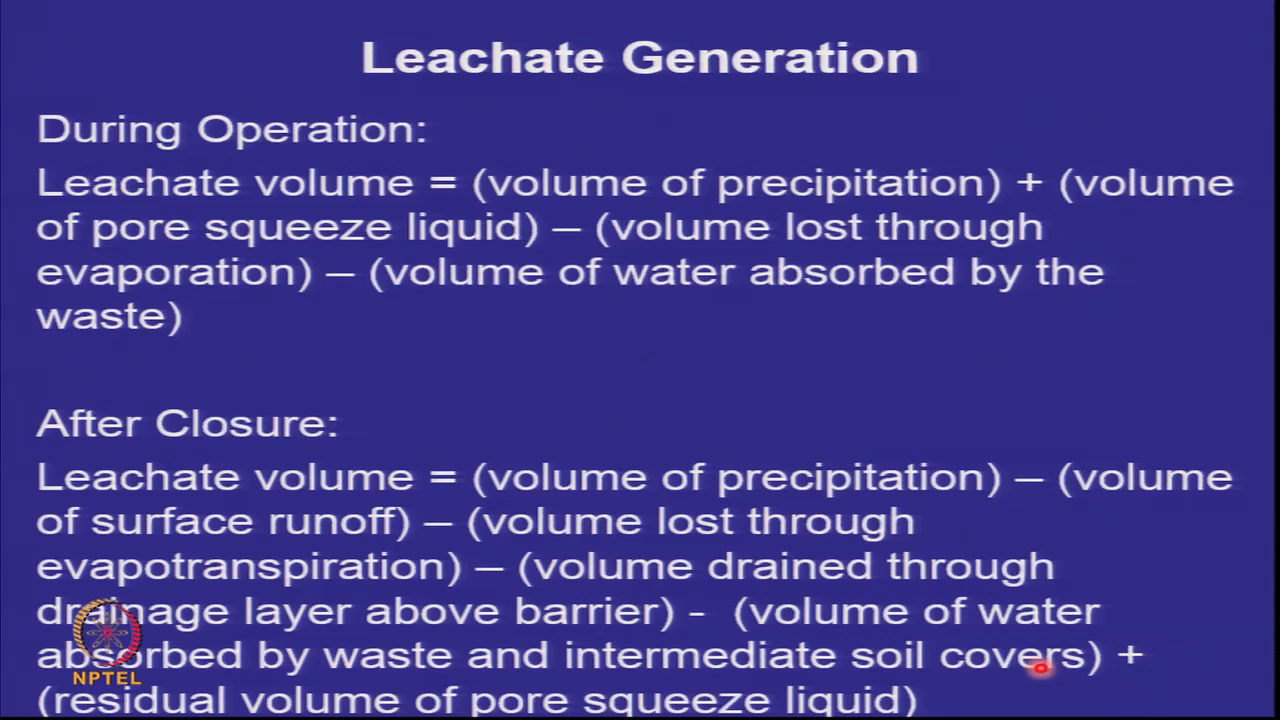 Leachate Generation
During Operation:
Leachate volume = (volume of precipitation) + (volume
of pore squeeze liquid) – (volume lost through
evaporation) – (volume of water absorbed by the
waste)
After Closure:
Leachate volume = (volume of precipitation) – (volume
of surface runoff) – (volume lost through
evapotranspiration) – (volume drained through
drainage layer above barrier) - (volume of water
absorbed by waste and intermediate soil covers) +
(residual volume of pore squeeze liquid)
NPTEL